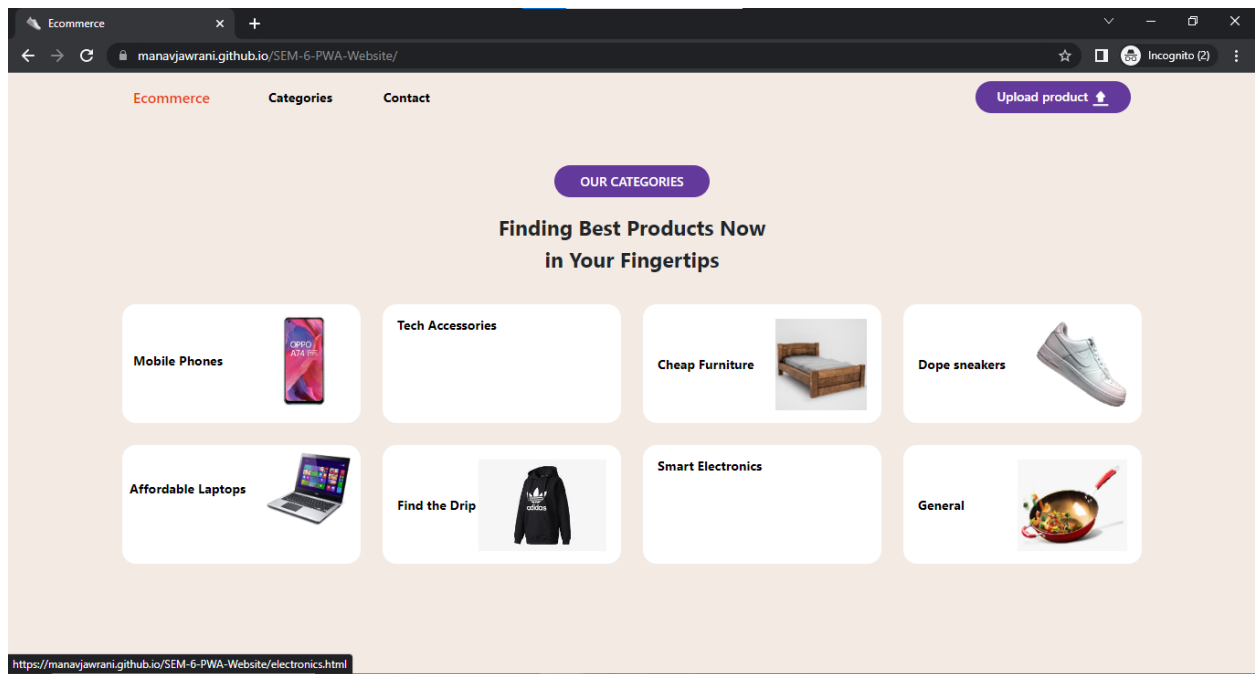 Ecommerce
manavjawrani.github.io/SEM-6-PWA-Website/
Incognito (2)
Ecommerce
Categories
Contact
Upload product
OUR CATEGORIES
Finding Best Products Now
in Your Fingertips
Mobile Phones
OPPO
A74 5G
Tech Accessories
Cheap Furniture
Dope sneakers
Affordable Laptops
Find the Drip
adidas
Smart Electronics
General
https://manavjawrani.github.io/SEM-6-PWA-Website/electronics.html